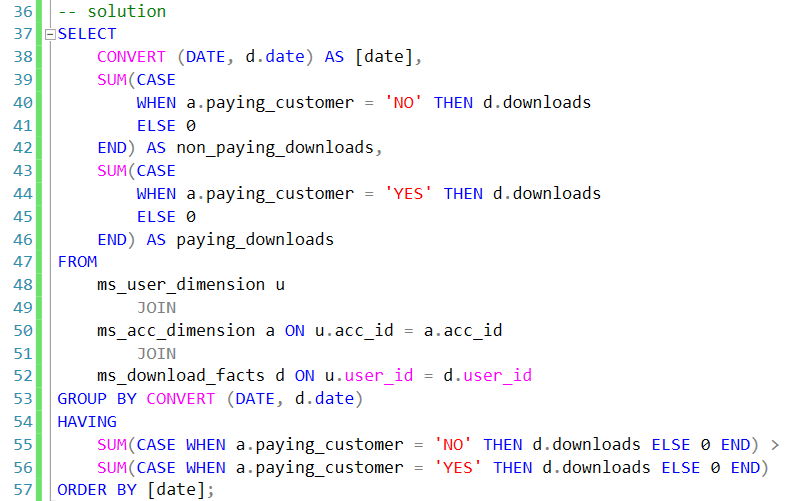 36 -- solution
37 SELECT
38 CONVERT (DATE, d.date) AS [date],
39 SUM(CASE
40 WHEN a.paying_customer = 'NO' THEN d.downloads
41 ELSE 0
42 END) AS non_paying_downloads,
43 SUM(CASE
44 WHEN a.paying_customer = 'YES' THEN d.downloads
45 ELSE 0
46 END) AS paying_downloads
47 FROM
48 ms_user_dimension u
49 JOIN
50 ms_acc_dimension a ON u.acc_id = a.acc_id
51 JOIN
52 ms_download_facts d ON u.user_id = d.user_id
53 GROUP BY CONVERT (DATE, d.date)
54 HAVING
55 SUM(CASE WHEN a.paying_customer = 'NO' THEN d.downloads ELSE 0 END) >
56 SUM(CASE WHEN a.paying_customer = 'YES' THEN d.downloads ELSE 0 END)
57 ORDER BY [date];